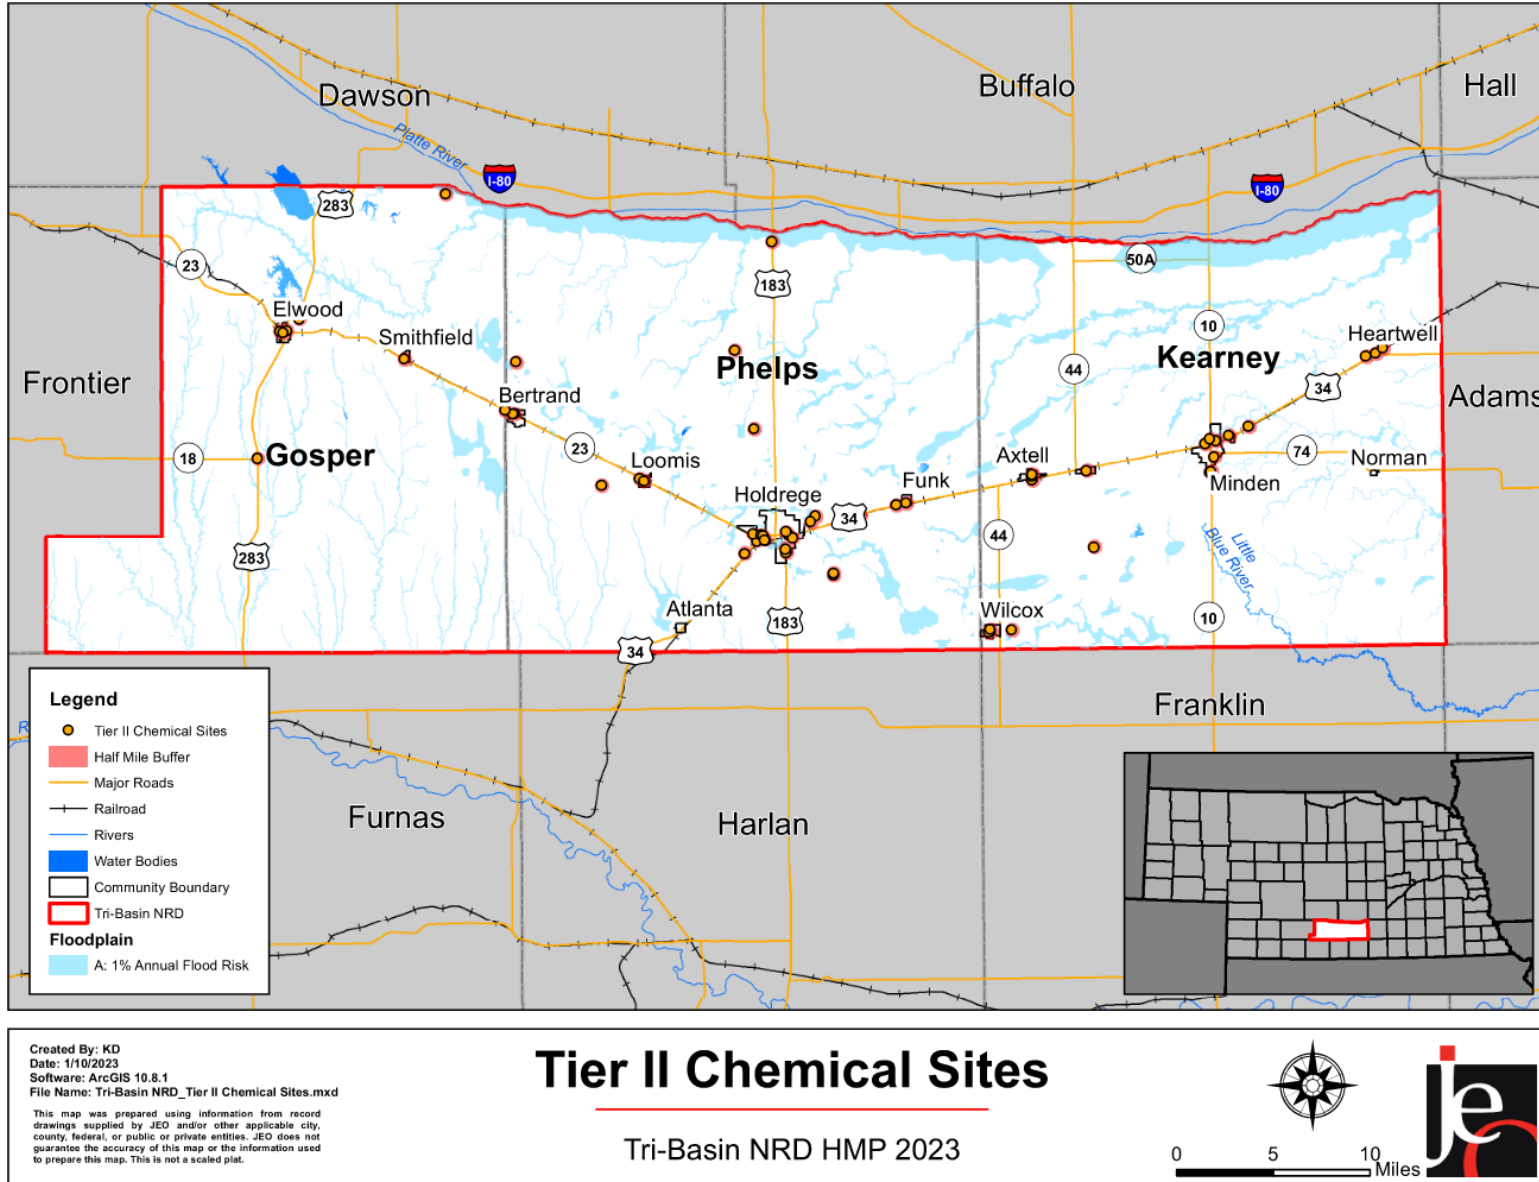 Dawson
Buffalo
Hall
Platte River
I-80
I-80
283
23
50A
183
Elwood
10
Heartwell
Smithfield
Phelps
Kearney
44
Frontier
34
Adams
Bertrand
23
18
Gosper
Loomis
Axtell
74
Norman
Funk
Minden
Holdrege
34
44
Little
Blue River
283
Atlanta
Wilcox
183
10
34
Franklin
Furnas
Harlan
R
Legend
Tier II Chemical Sites
Half Mile Buffer
Major Roads
Railroad
Rivers
Water Bodies
Community Boundary
Tri-Basin NRD
Floodplain
A: 1% Annual Flood Risk
Created By: KD
Date: 1/10/2023
Software: ArcGIS 10.8.1
File Name: Tri-Basin NRD_Tier II Chemical Sites.mxd
This map was prepared using information from record
drawings supplied by JEO and/or other applicable city,
county, federal, or public or private entities. JEO does not
guarantee the accuracy of this map or the information used
to prepare this map. This is not a scaled plat.
Tier II Chemical Sites
Tri-Basin NRD HMP 2023
0 5 10 Miles
jeo